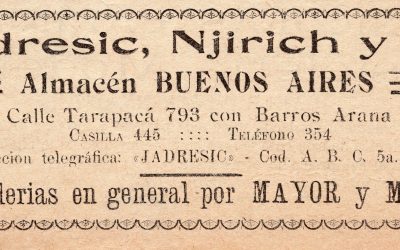 dresic, Njirich y
Almacén BUENOS AIRES
Calle Tarapacá 793 con Barros Arana
CASILLA 445 :::: TELÉFONO 354
ccion telegráfica: «JADRESIC» - Cod. A. B. C. 5a.
derias en general por MAYOR y M